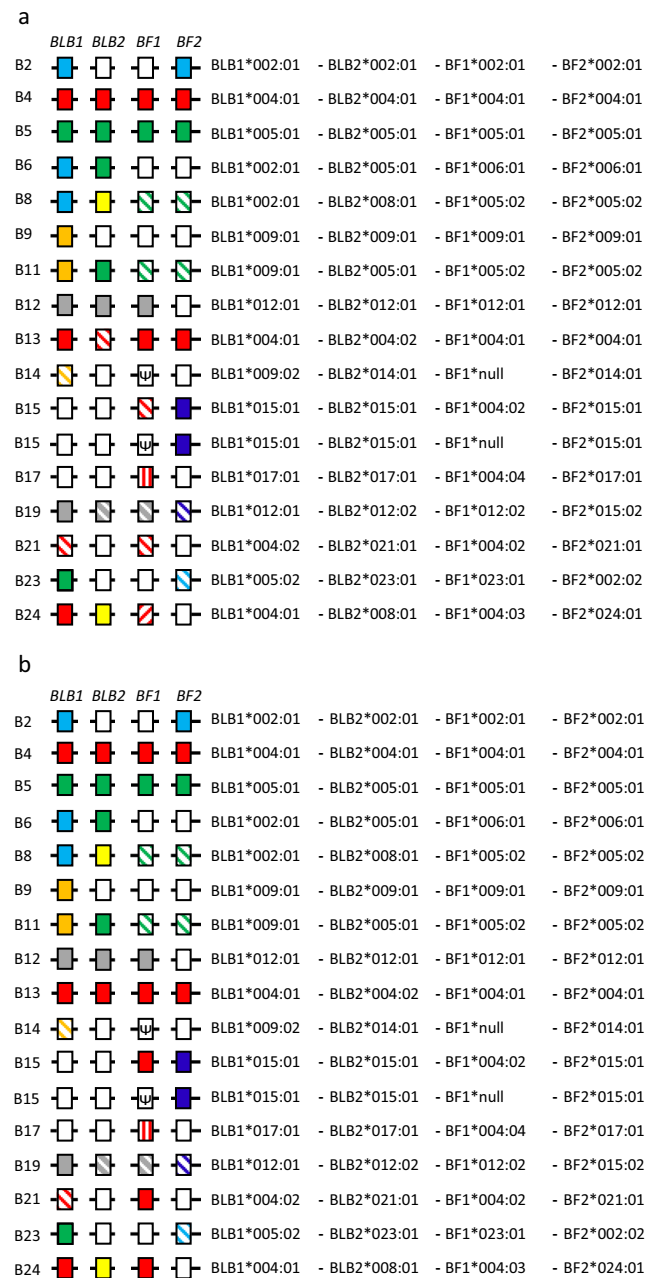 a
BLB1 BLB2 BF1 BF2
B2 BLB1*002:01 - BLB2*002:01 - BF1*002:01 - BF2*002:01
B4 BLB1*004:01 - BLB2*004:01 - BF1*004:01 - BF2*004:01
B5 BLB1*005:01 - BLB2*005:01 - BF1*005:01 - BF2*005:01
B6 BLB1*002:01 - BLB2*005:01 - BF1*006:01 - BF2*006:01
B8 BLB1*002:01 - BLB2*008:01 - BF1*005:02 - BF2*005:02
B9 BLB1*009:01 - BLB2*009:01 - BF1*009:01 - BF2*009:01
B11 BLB1*009:01 - BLB2*005:01 - BF1*005:02 - BF2*005:02
B12 BLB1*012:01 - BLB2*012:01 - BF1*012:01 - BF2*012:01
B13 BLB1*004:01 - BLB2*004:02 - BF1*004:01 - BF2*004:01
B14 Ψ BLB1*009:02 - BLB2*014:01 - BF1*null - BF2*014:01
B15 BLB1*015:01 - BLB2*015:01 - BF1*004:02 - BF2*015:01
B15 Ψ BLB1*015:01 - BLB2*015:01 - BF1*null - BF2*015:01
B17 BLB1*017:01 - BLB2*017:01 - BF1*004:04 - BF2*017:01
B19 BLB1*012:01 - BLB2*012:02 - BF1*012:02 - BF2*015:02
B21 BLB1*004:02 - BLB2*021:01 - BF1*004:02 - BF2*021:01
B23 BLB1*005:02 - BLB2*023:01 - BF1*023:01 - BF2*002:02
B24 BLB1*004:01 - BLB2*008:01 - BF1*004:03 - BF2*024:01
b
BLB1 BLB2 BF1 BF2
B2 BLB1*002:01 - BLB2*002:01 - BF1*002:01 - BF2*002:01
B4 BLB1*004:01 - BLB2*004:01 - BF1*004:01 - BF2*004:01
B5 BLB1*005:01 - BLB2*005:01 - BF1*005:01 - BF2*005:01
B6 BLB1*002:01 - BLB2*005:01 - BF1*006:01 - BF2*006:01
B8 BLB1*002:01 - BLB2*008:01 - BF1*005:02 - BF2*005:02
B9 BLB1*009:01 - BLB2*009:01 - BF1*009:01 - BF2*009:01
B11 BLB1*009:01 - BLB2*005:01 - BF1*005:02 - BF2*005:02
B12 BLB1*012:01 - BLB2*012:01 - BF1*012:01 - BF2*012:01
B13 BLB1*004:01 - BLB2*004:02 - BF1*004:01 - BF2*004:01
B14 Ψ BLB1*009:02 - BLB2*014:01 - BF1*null - BF2*014:01
B15 BLB1*015:01 - BLB2*015:01 - BF1*004:02 - BF2*015:01
B15 Ψ BLB1*015:01 - BLB2*015:01 - BF1*null - BF2*015:01
B17 BLB1*017:01 - BLB2*017:01 - BF1*004:04 - BF2*017:01
B19 BLB1*012:01 - BLB2*012:02 - BF1*012:02 - BF2*015:02
B21 BLB1*004:02 - BLB2*021:01 - BF1*004:02 - BF2*021:01
B23 BLB1*005:02 - BLB2*023:01 - BF1*023:01 - BF2*002:02
B24 BLB1*004:01 - BLB2*008:01 - BF1*004:03 - BF2*024:01